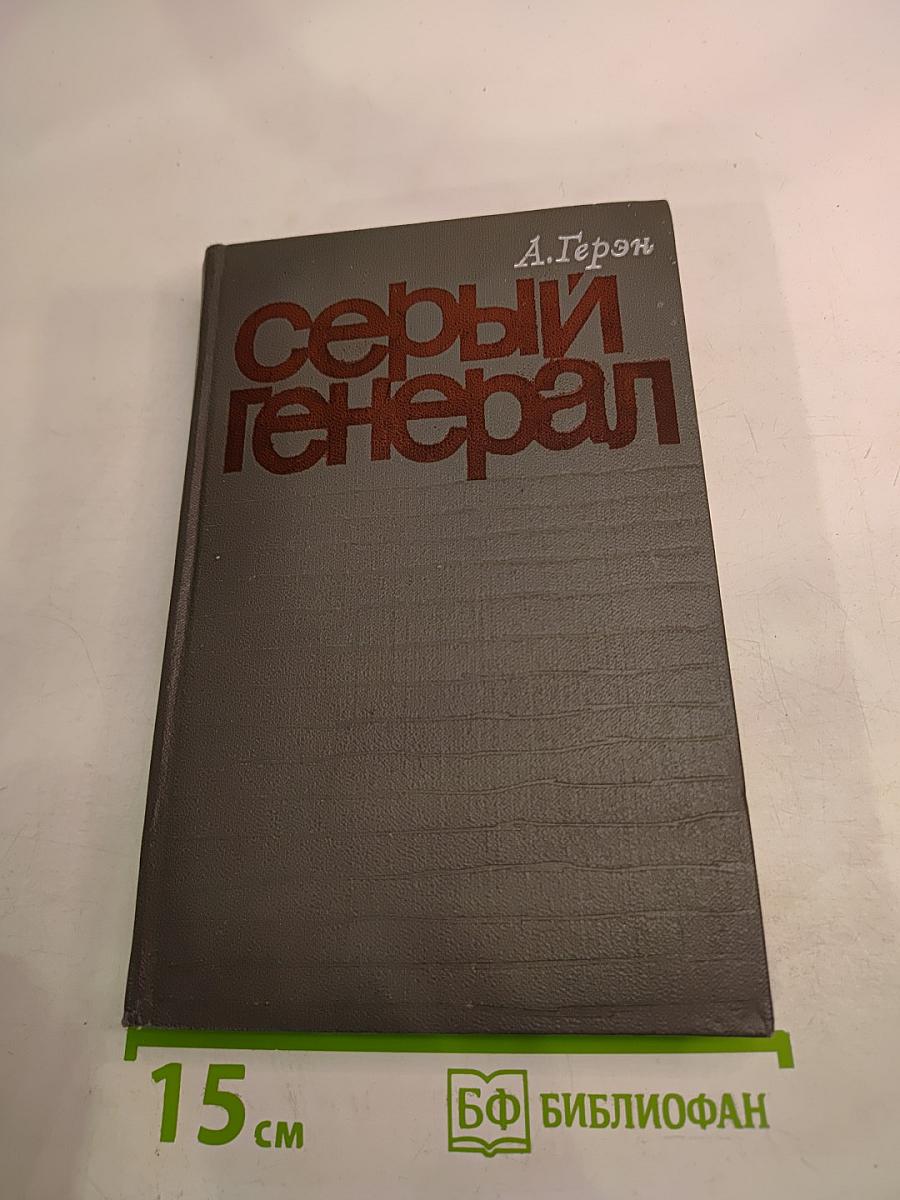 А.Герэн
серый
генерал
15 см
БФ БИБЛИОФАН